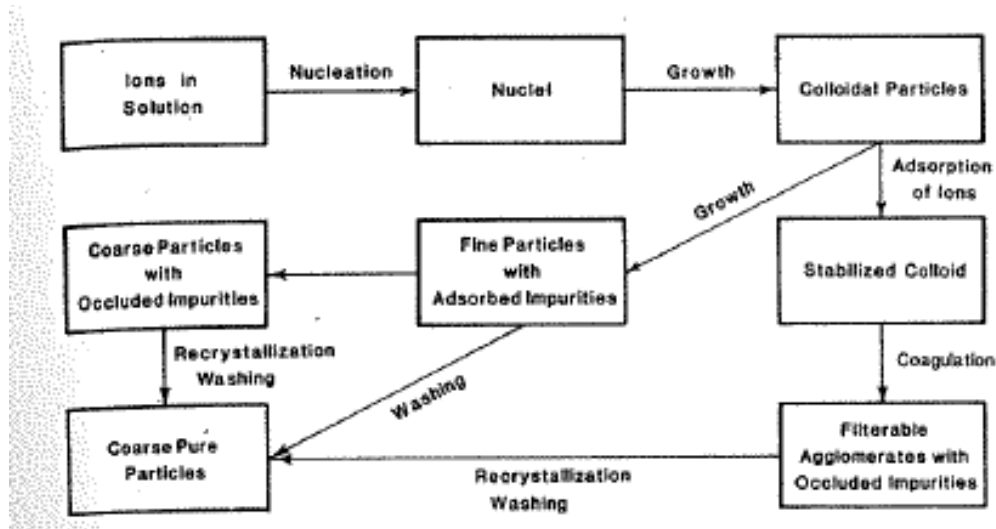 Ions in
Solution
Nucleation
Nuclei
Growth
Colloidal Particles
Adsorption
of Ions
Growth
Coarse Particles
with
Occluded Impurities
Fine Particles
with
Adsorbed Impurities
Stabilized Colloid
Recrystallization
Washing
Washing
Coagulation
Coarse Pure
Particles
Recrystallization
Washing
Filterable
Agglomerates with
Occluded Impurities